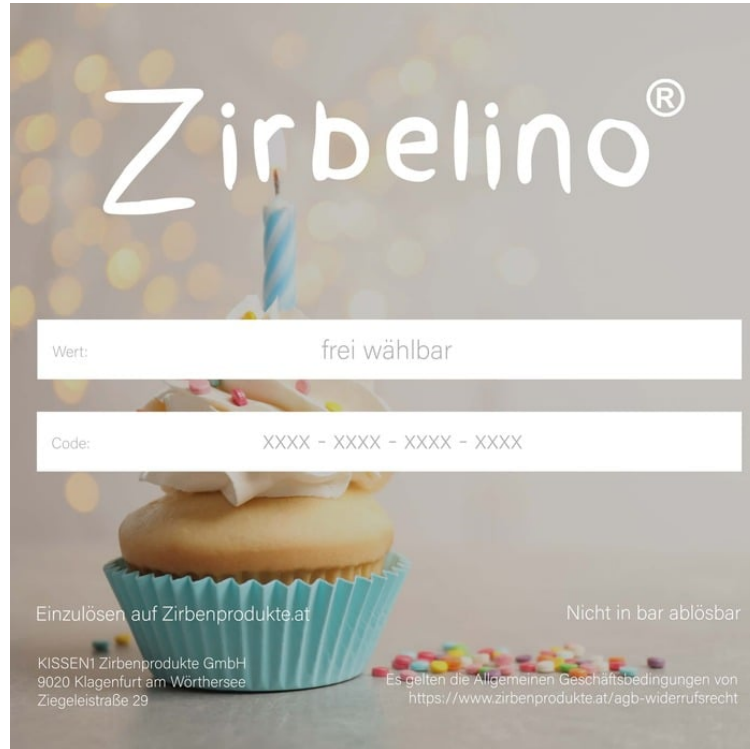 Zirbelino®
Wert: frei wählbar
Code: XXXX - XXXX - XXXX - XXXX
Einzulösen auf Zirbenprodukte.at
Nicht in bar ablösbar
KISSEN1 Zirbenprodukte GmbH
9020 Klagenfurt am Wörthersee
Ziegeleistraße 29
Es gelten die Allgemeinen Geschäftsbedingungen von
https://www.zirbenprodukte.at/agb-widerrufsrecht